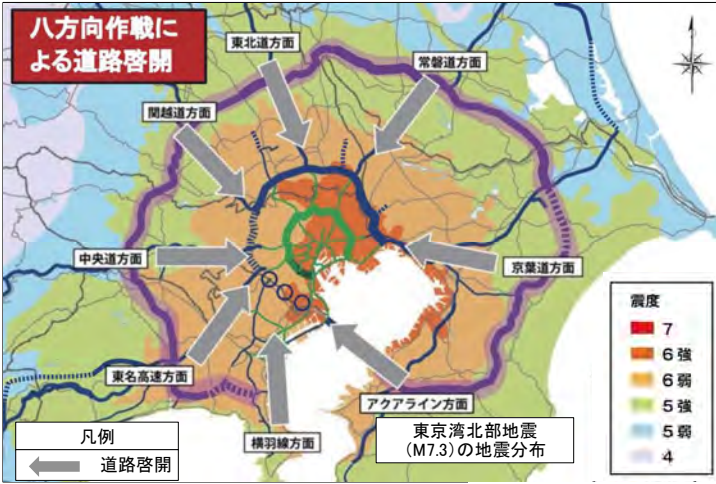 八方向作戦に
よる道路啓開
東北道方面
常磐道方面
関越道方面
中央道方面
京葉道方面
東名高速方面
アクアライン方面
横羽線方面
凡例
道路啓開
東京湾北部地震
(M7.3)の地震分布
震度
7
6強
6弱
5強
5弱
4